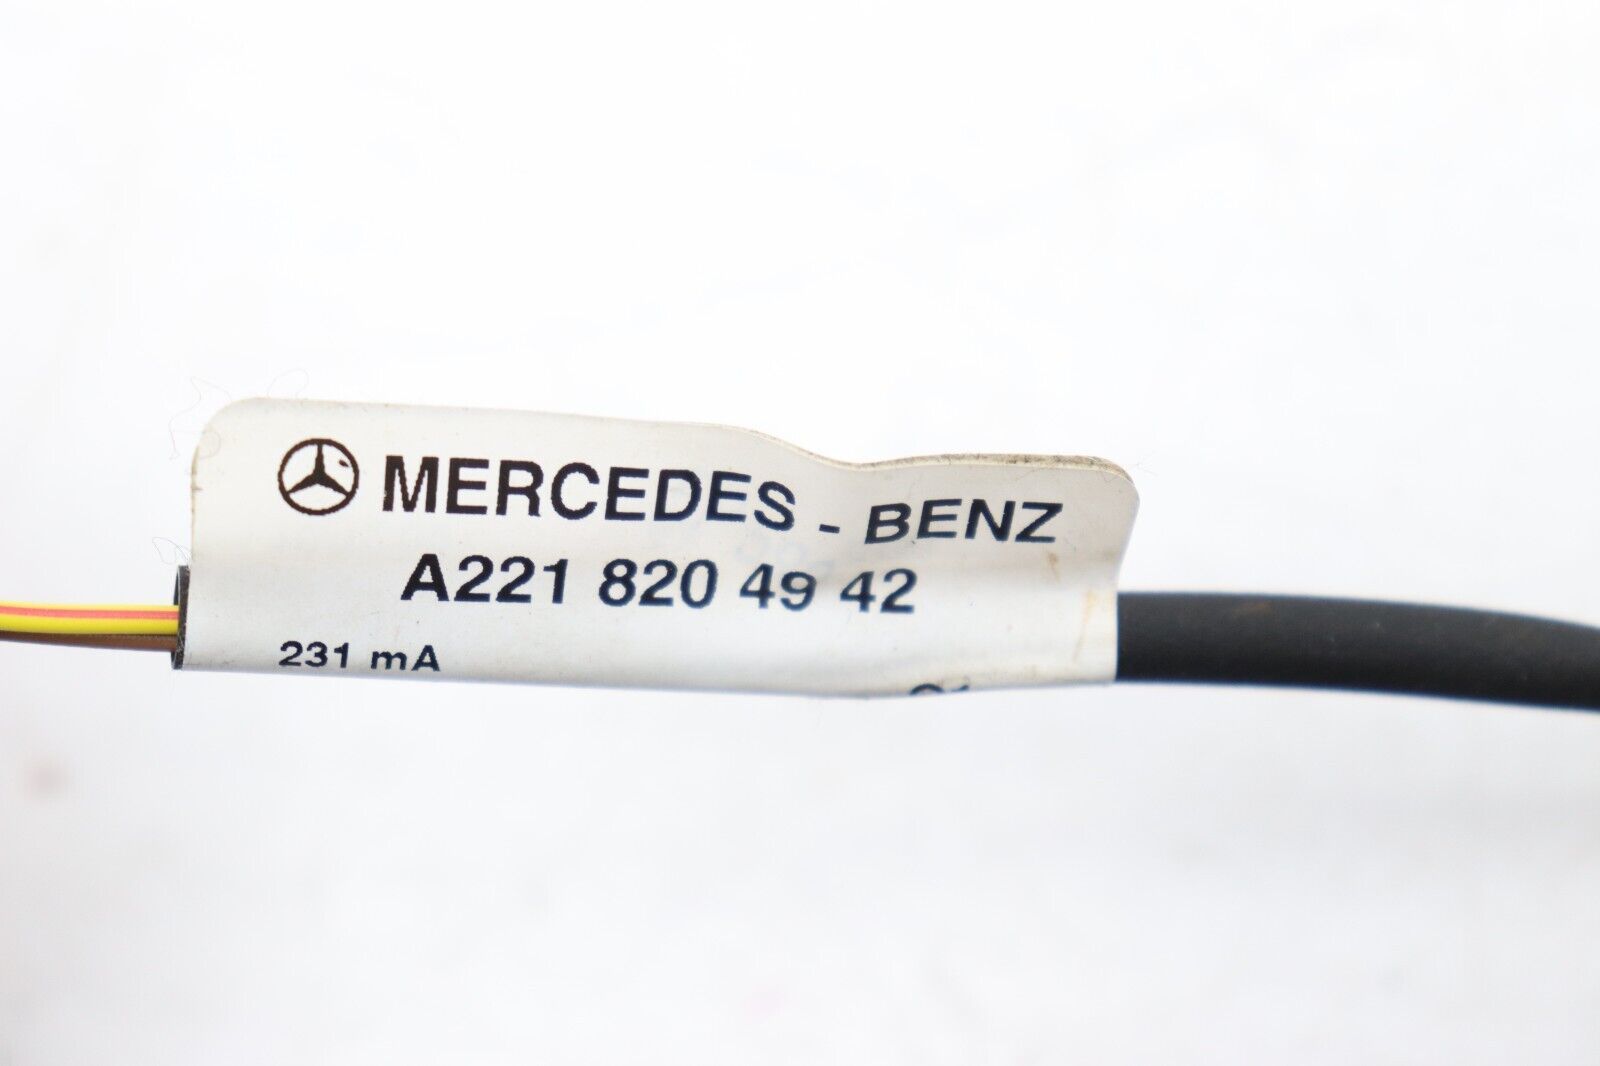 MERCEDES - BENZ
A221 820 49 42
231 mA